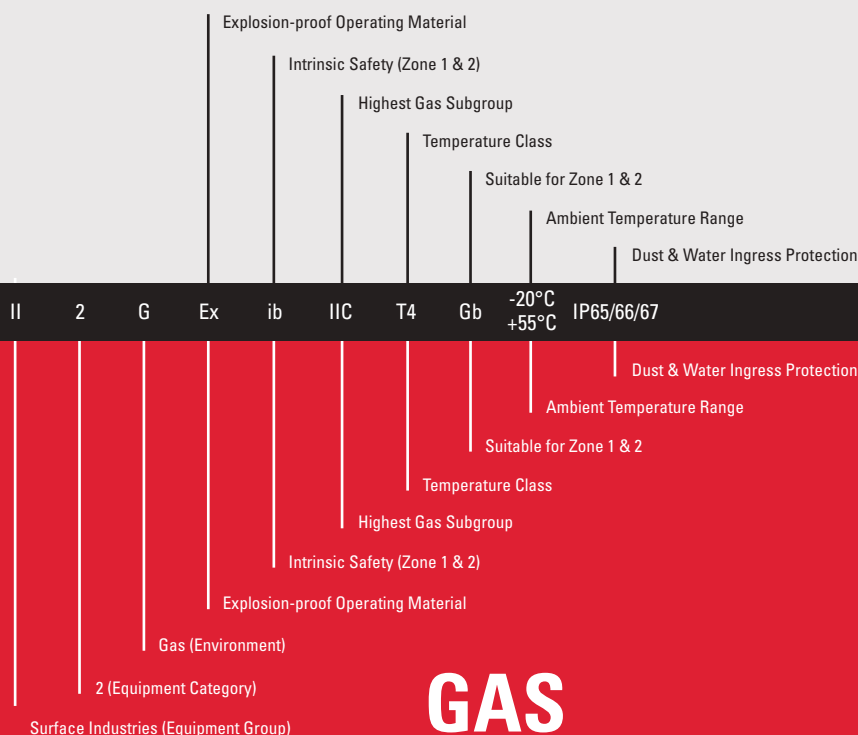 Explosion-proof Operating Material
Intrinsic Safety (Zone 1 & 2)
Highest Gas Subgroup
Temperature Class
Suitable for Zone 1 & 2
Ambient Temperature Range
Dust & Water Ingress Protection
II 2 G Ex ib IIC T4 Gb -20°C IP65/66/67
+55°C
Dust & Water Ingress Protection
Ambient Temperature Range
Suitable for Zone 1 & 2
Temperature Class
Highest Gas Subgroup
Intrinsic Safety (Zone 1 & 2)
Explosion-proof Operating Material
Gas (Environment)
2 (Equipment Category)
Surface Industries (Equipment Group)
GAS